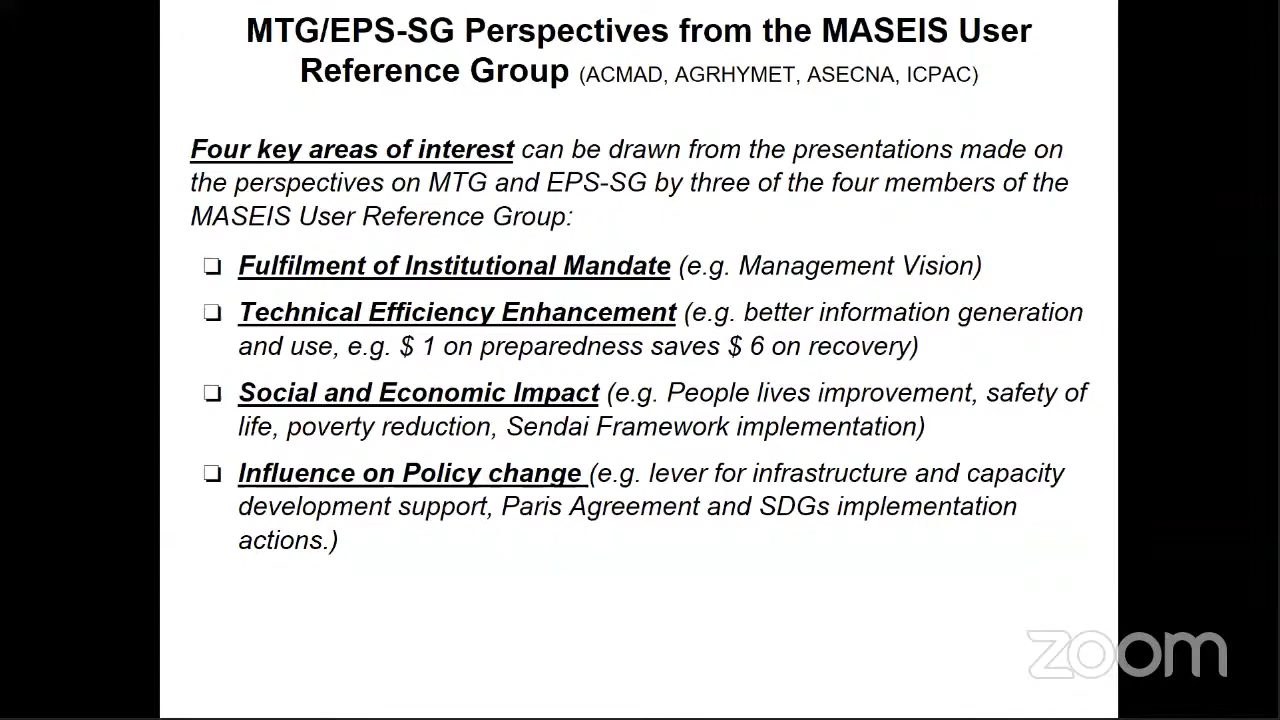 MTG/EPS-SG Perspectives from the MASEIS User
Reference Group (ACMAD, AGRHYMET, ASECNA, ICPAC)
Four key areas of interest can be drawn from the presentations made on
the perspectives on MTG and EPS-SG by three of the four members of the
MASEIS User Reference Group:
❏ Fulfilment of Institutional Mandate (e.g. Management Vision)
❏ Technical Efficiency Enhancement (e.g. better information generation
and use, e.g. $ 1 on preparedness saves $ 6 on recovery)
❏ Social and Economic Impact (e.g. People lives improvement, safety of
life, poverty reduction, Sendai Framework implementation)
❏ Influence on Policy change (e.g. lever for infrastructure and capacity
development support, Paris Agreement and SDGs implementation
actions.)
zoom